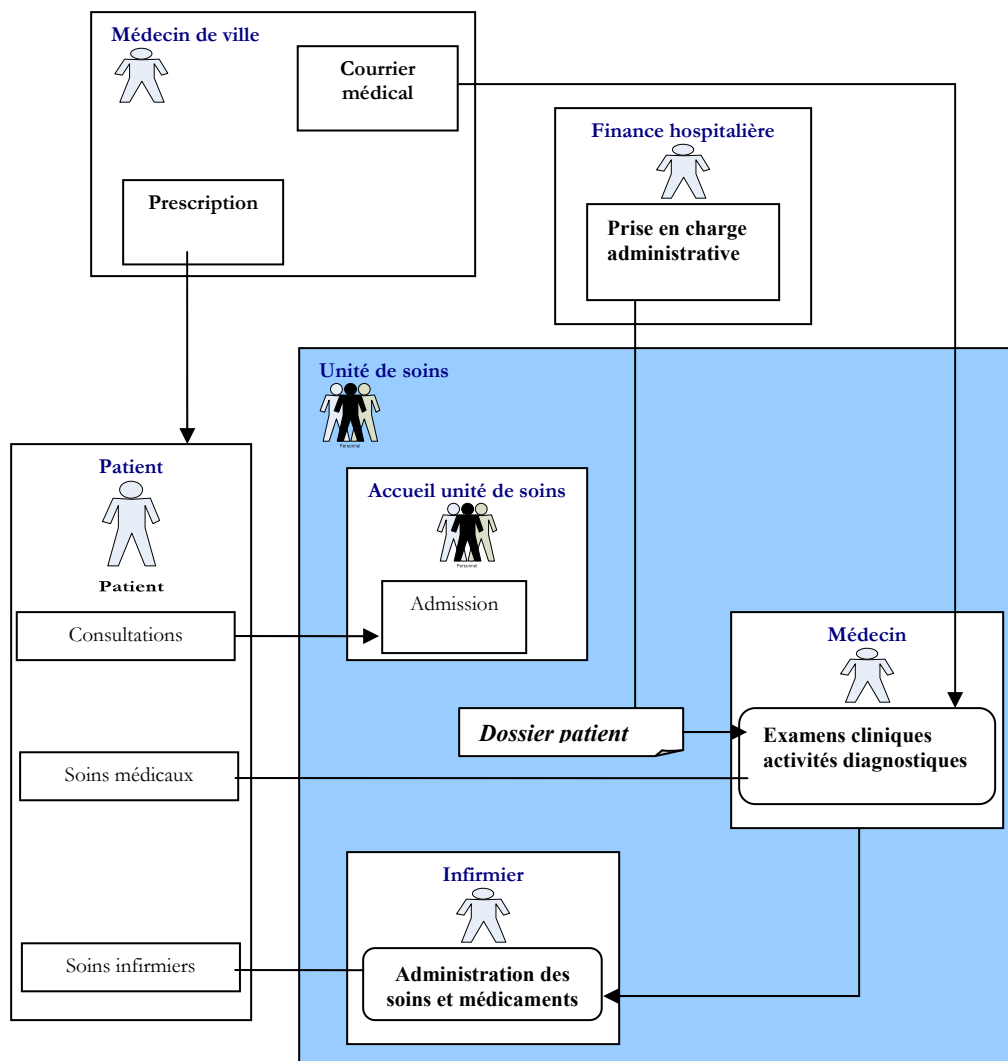 Médecin de ville
Courrier
médical
Prescription
Finance hospitalière
Prise en charge
administrative
Unité de soins
Personnel
Patient
Patient
Accueil unité de soins
Personnel
Admission
Consultations
Médecin
Dossier patient
Examens cliniques
activités diagnostiques
Soins médicaux
Infirmier
Soins infirmiers
Administration des
soins et médicaments